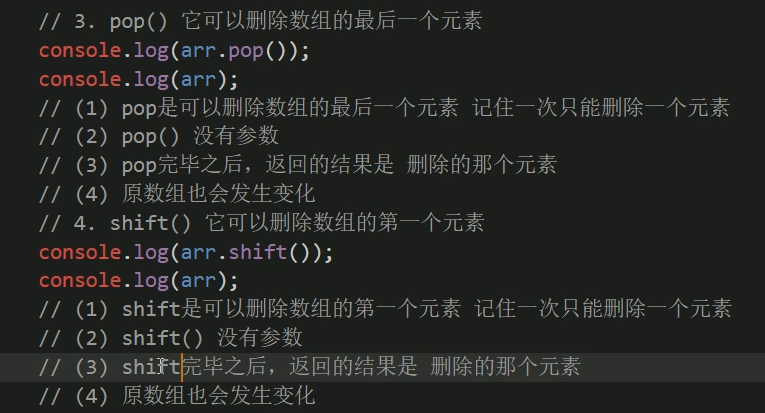 // 3. pop() 它可以删除数组的最后一个元素
console.log(arr.pop());
console.log(arr);
// (1) pop是可以删除数组的最后一个元素 记住一次只能删除一个元素
// (2) pop() 没有参数
// (3) pop完毕之后，返回的结果是 删除的那个元素
// (4) 原数组也会发生变化
// 4. shift() 它可以删除数组的第一个元素
console.log(arr.shift());
console.log(arr);
// (1) shift是可以删除数组的第一个元素 记住一次只能删除一个元素
// (2) shift() 没有参数
// (3) shift完毕之后，返回的结果是 删除的那个元素
// (4) 原数组也会发生变化